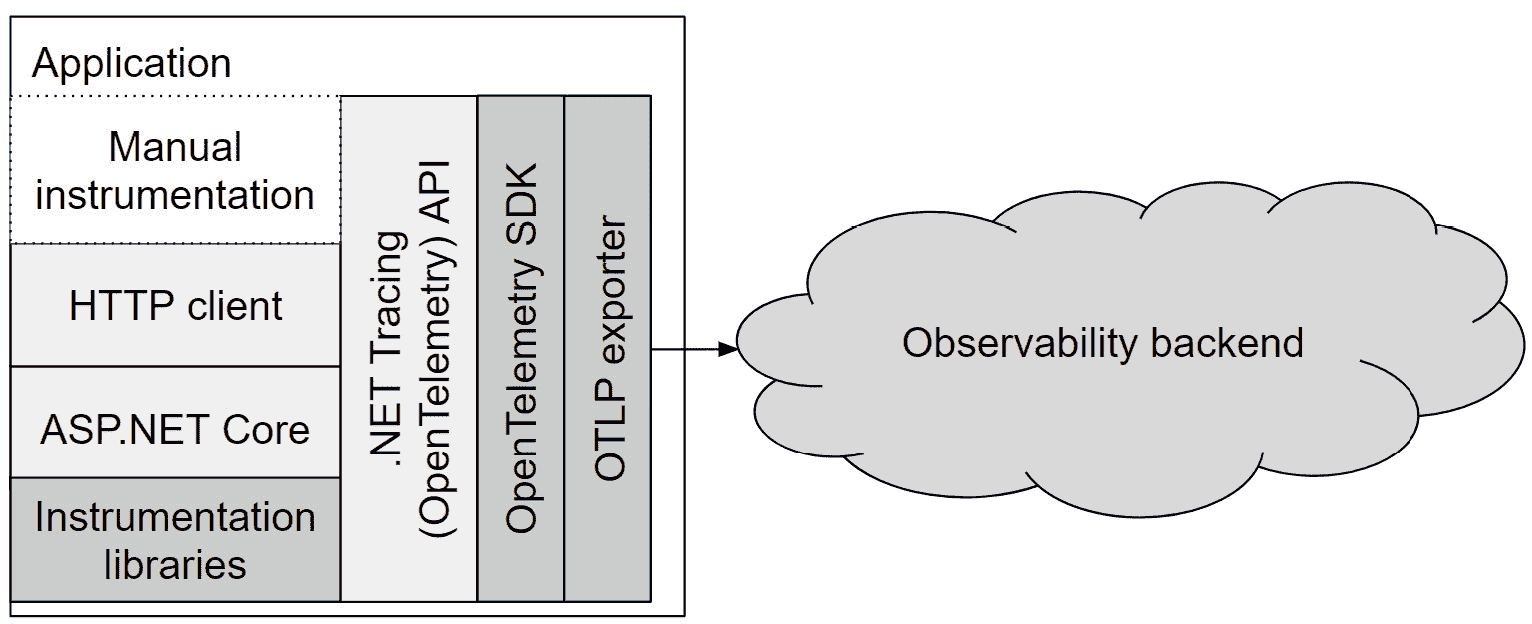 Application
Manual
instrumentation
HTTP client
ASP.NET Core
Instrumentation
libraries
.NET Tracing
(OpenTelemetry) API
OpenTelemetry SDK
OTLP exporter
Observability backend